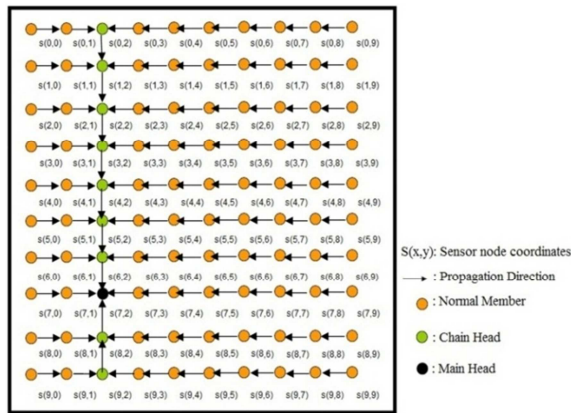 s(0,0) s(0,1) s(0,2) s(0,3) s(0,4) s(0,5) s(0,6) s(0,7) s(0,8) s(0,9)
s(1,0) s(1,1) s(1,2) s(1,3) s(1,4) s(1,5) s(1,6) s(1,7) s(1,8) s(1,9)
s(2,0) s(2,1) s(2,2) s(2,3) s(2,4) s(2,5) s(2,6) s(2,7) s(2,8) s(2,9)
s(3,0) s(3,1) s(3,2) s(3,3) s(3,4) s(3,5) s(3,6) s(3,7) s(3,8) s(3,9)
s(4,0) s(4,1) s(4,2) s(4,3) s(4,4) s(4,5) s(4,6) s(4,7) s(4,8) s(4,9)
s(5,0) s(5,1) s(5,2) s(5,3) s(5,4) s(5,5) s(5,6) s(5,7) s(5,8) s(5,9)
s(6,0) s(6,1) s(6,2) s(6,3) s(6,4) s(6,5) s(6,6) s(6,7) s(6,8) s(6,9)
s(7,0) s(7,1) s(7,2) s(7,3) s(7,4) s(7,5) s(7,6) s(7,7) s(7,8) s(7,9)
s(8,0) s(8,1) s(8,2) s(8,3) s(8,4) s(8,5) s(8,6) s(8,7) s(8,8) s(8,9)
s(9,0) s(9,1) s(9,2) s(9,3) s(9,4) s(9,5) s(9,6) s(9,7) s(9,8) s(9,9)
S(x,y): Sensor node coordinates
: Propagation Direction
: Normal Member
: Chain Head
: Main Head